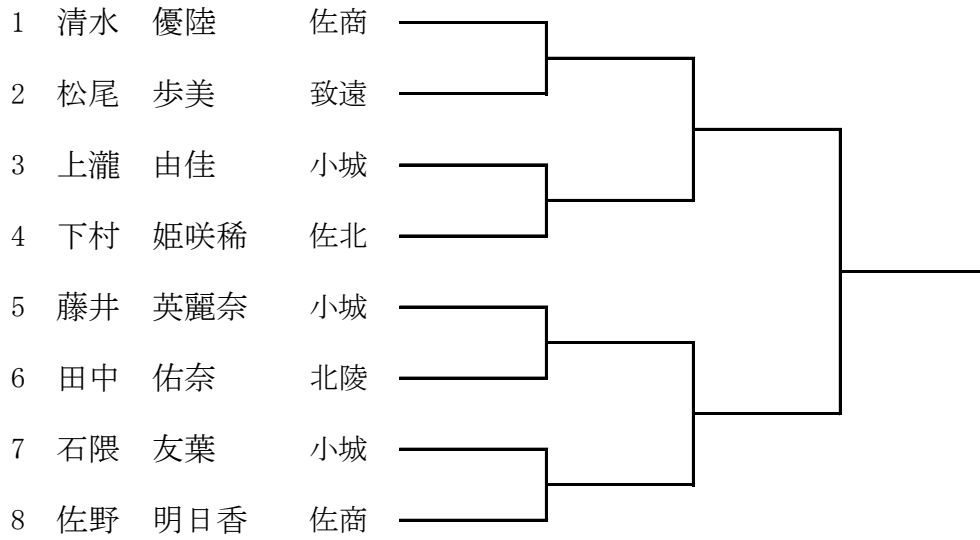 1 清水 優陸 佐商
2 松尾 歩美 致遠
3 上瀧 由佳 小城
4 下村 姫咲稀 佐北
5 藤井 英麗奈 小城
6 田中 佑奈 北陵
7 石隈 友葉 小城
8 佐野 明日香 佐商